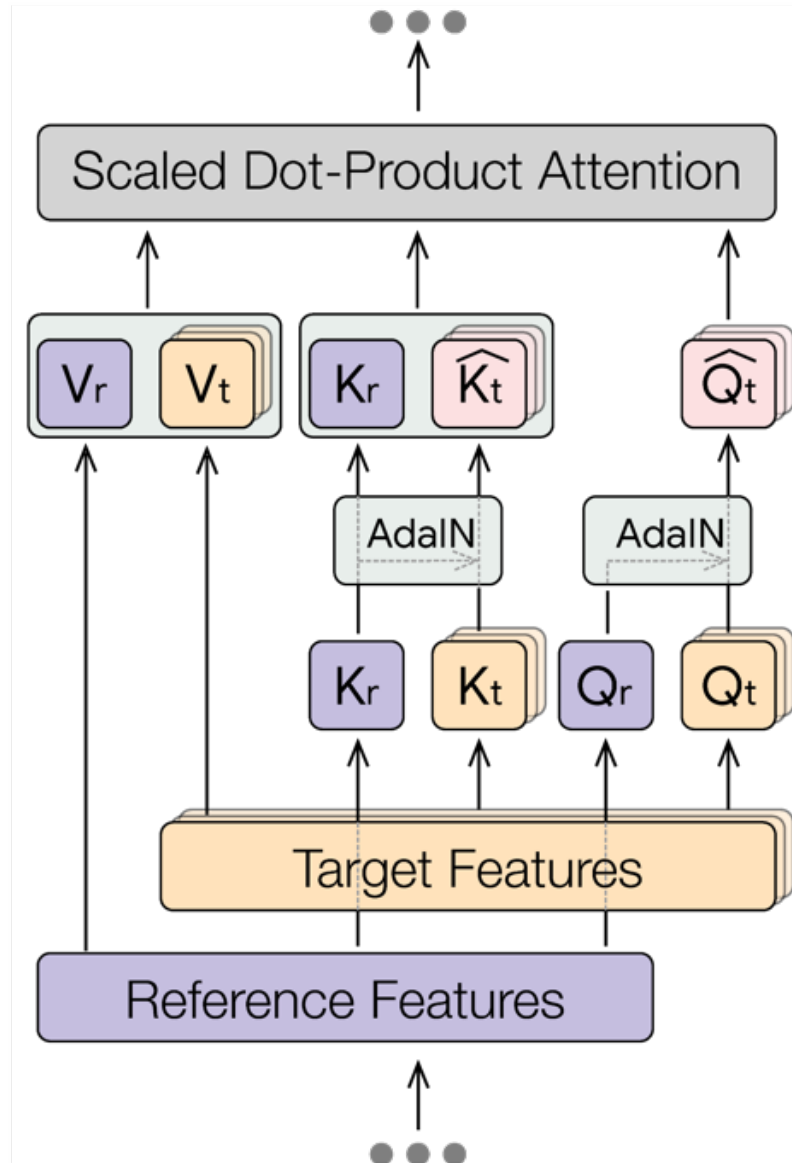 Scaled Dot-Product Attention
Vr Vt Kr K̂t Q̂t
AdaIN AdaIN
Kr Kt Qr Qt
Target Features
Reference Features